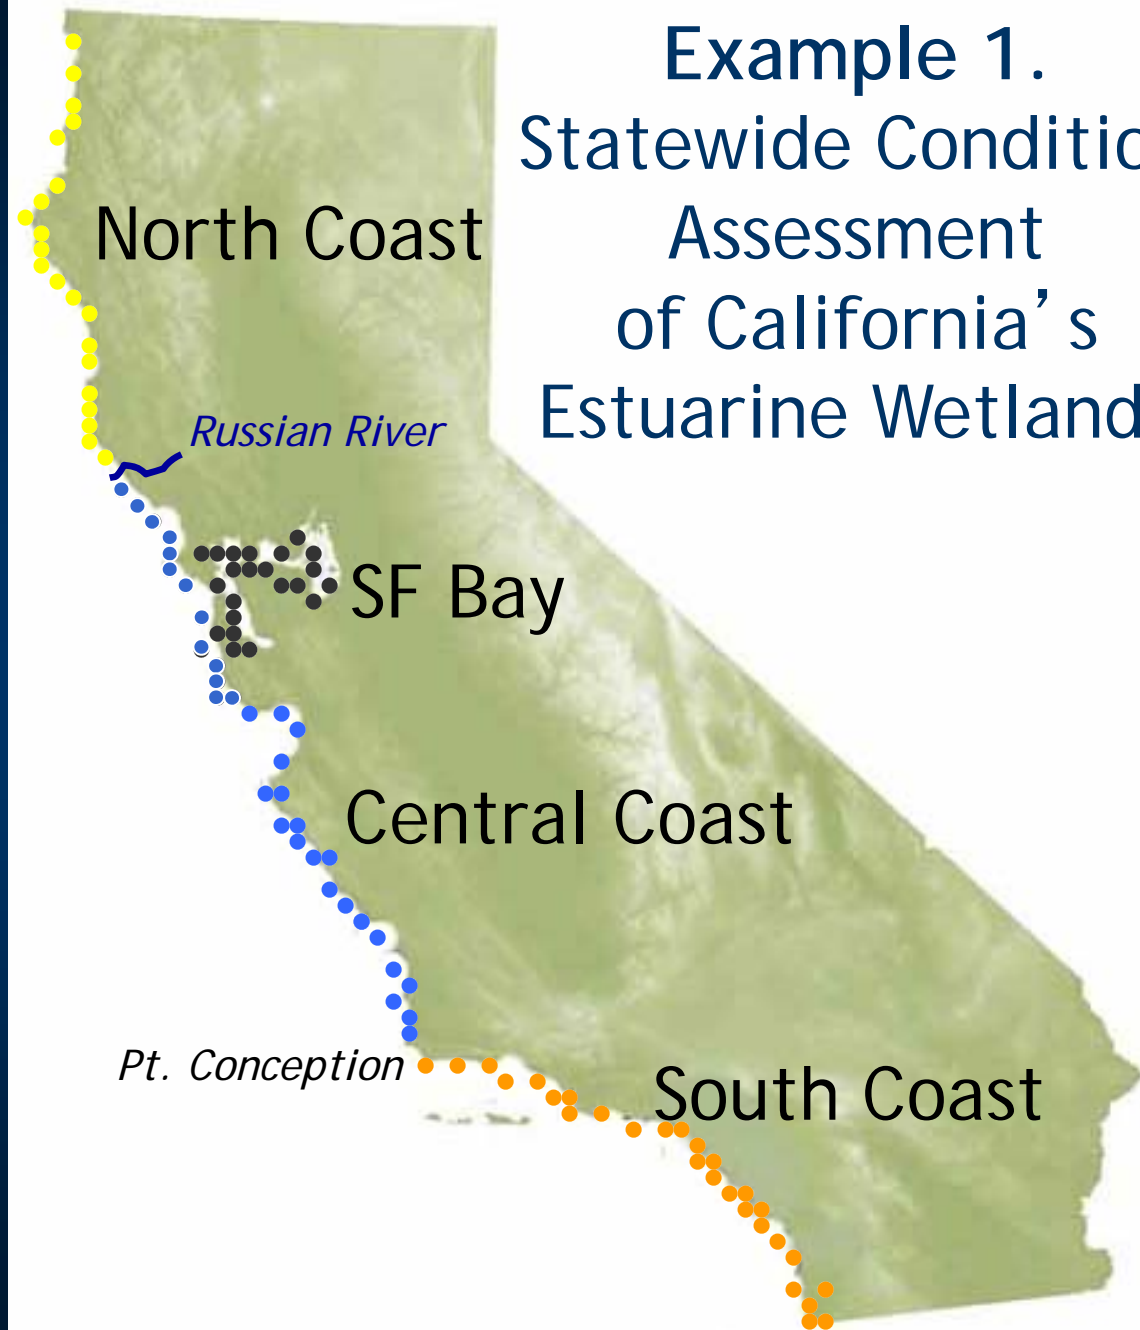 Example 1.
Statewide Conditio
Assessment
of California's
Estuarine Wetland
North Coast
Russian River
SF Bay
Central Coast
Pt. Conception
South Coast